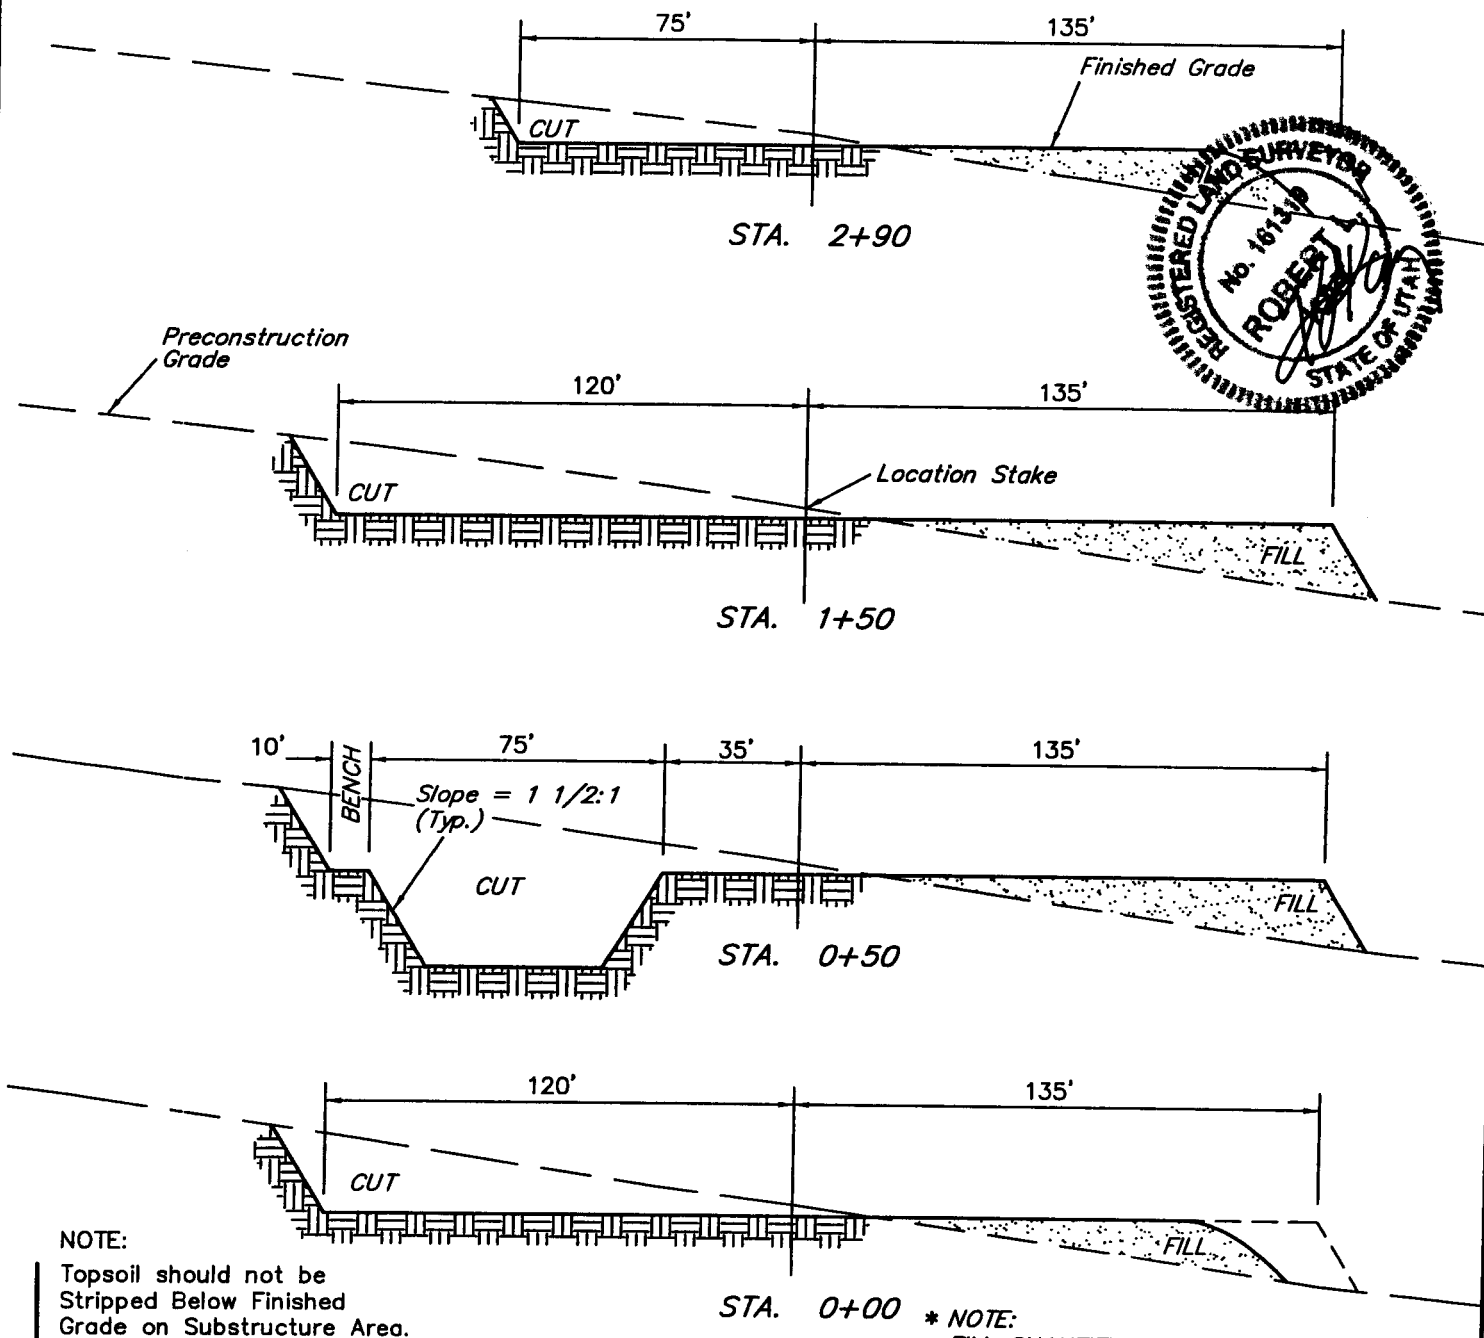 75' 135'
Finished Grade
CUT
STA. 2+90
REGISTERED LAND SURVEYOR
No. 161319
ROBERT
STATE OF UTAH
Preconstruction
Grade
120' 135'
Location Stake
CUT
FILL
STA. 1+50
10' BENCH 75' 35' 135'
Slope = 1 1/2:1
(Typ.)
CUT
FILL
STA. 0+50
120' 135'
CUT
FILL
STA. 0+00
NOTE:
Topsoil should not be
Stripped Below Finished
Grade on Substructure Area.
* NOTE: